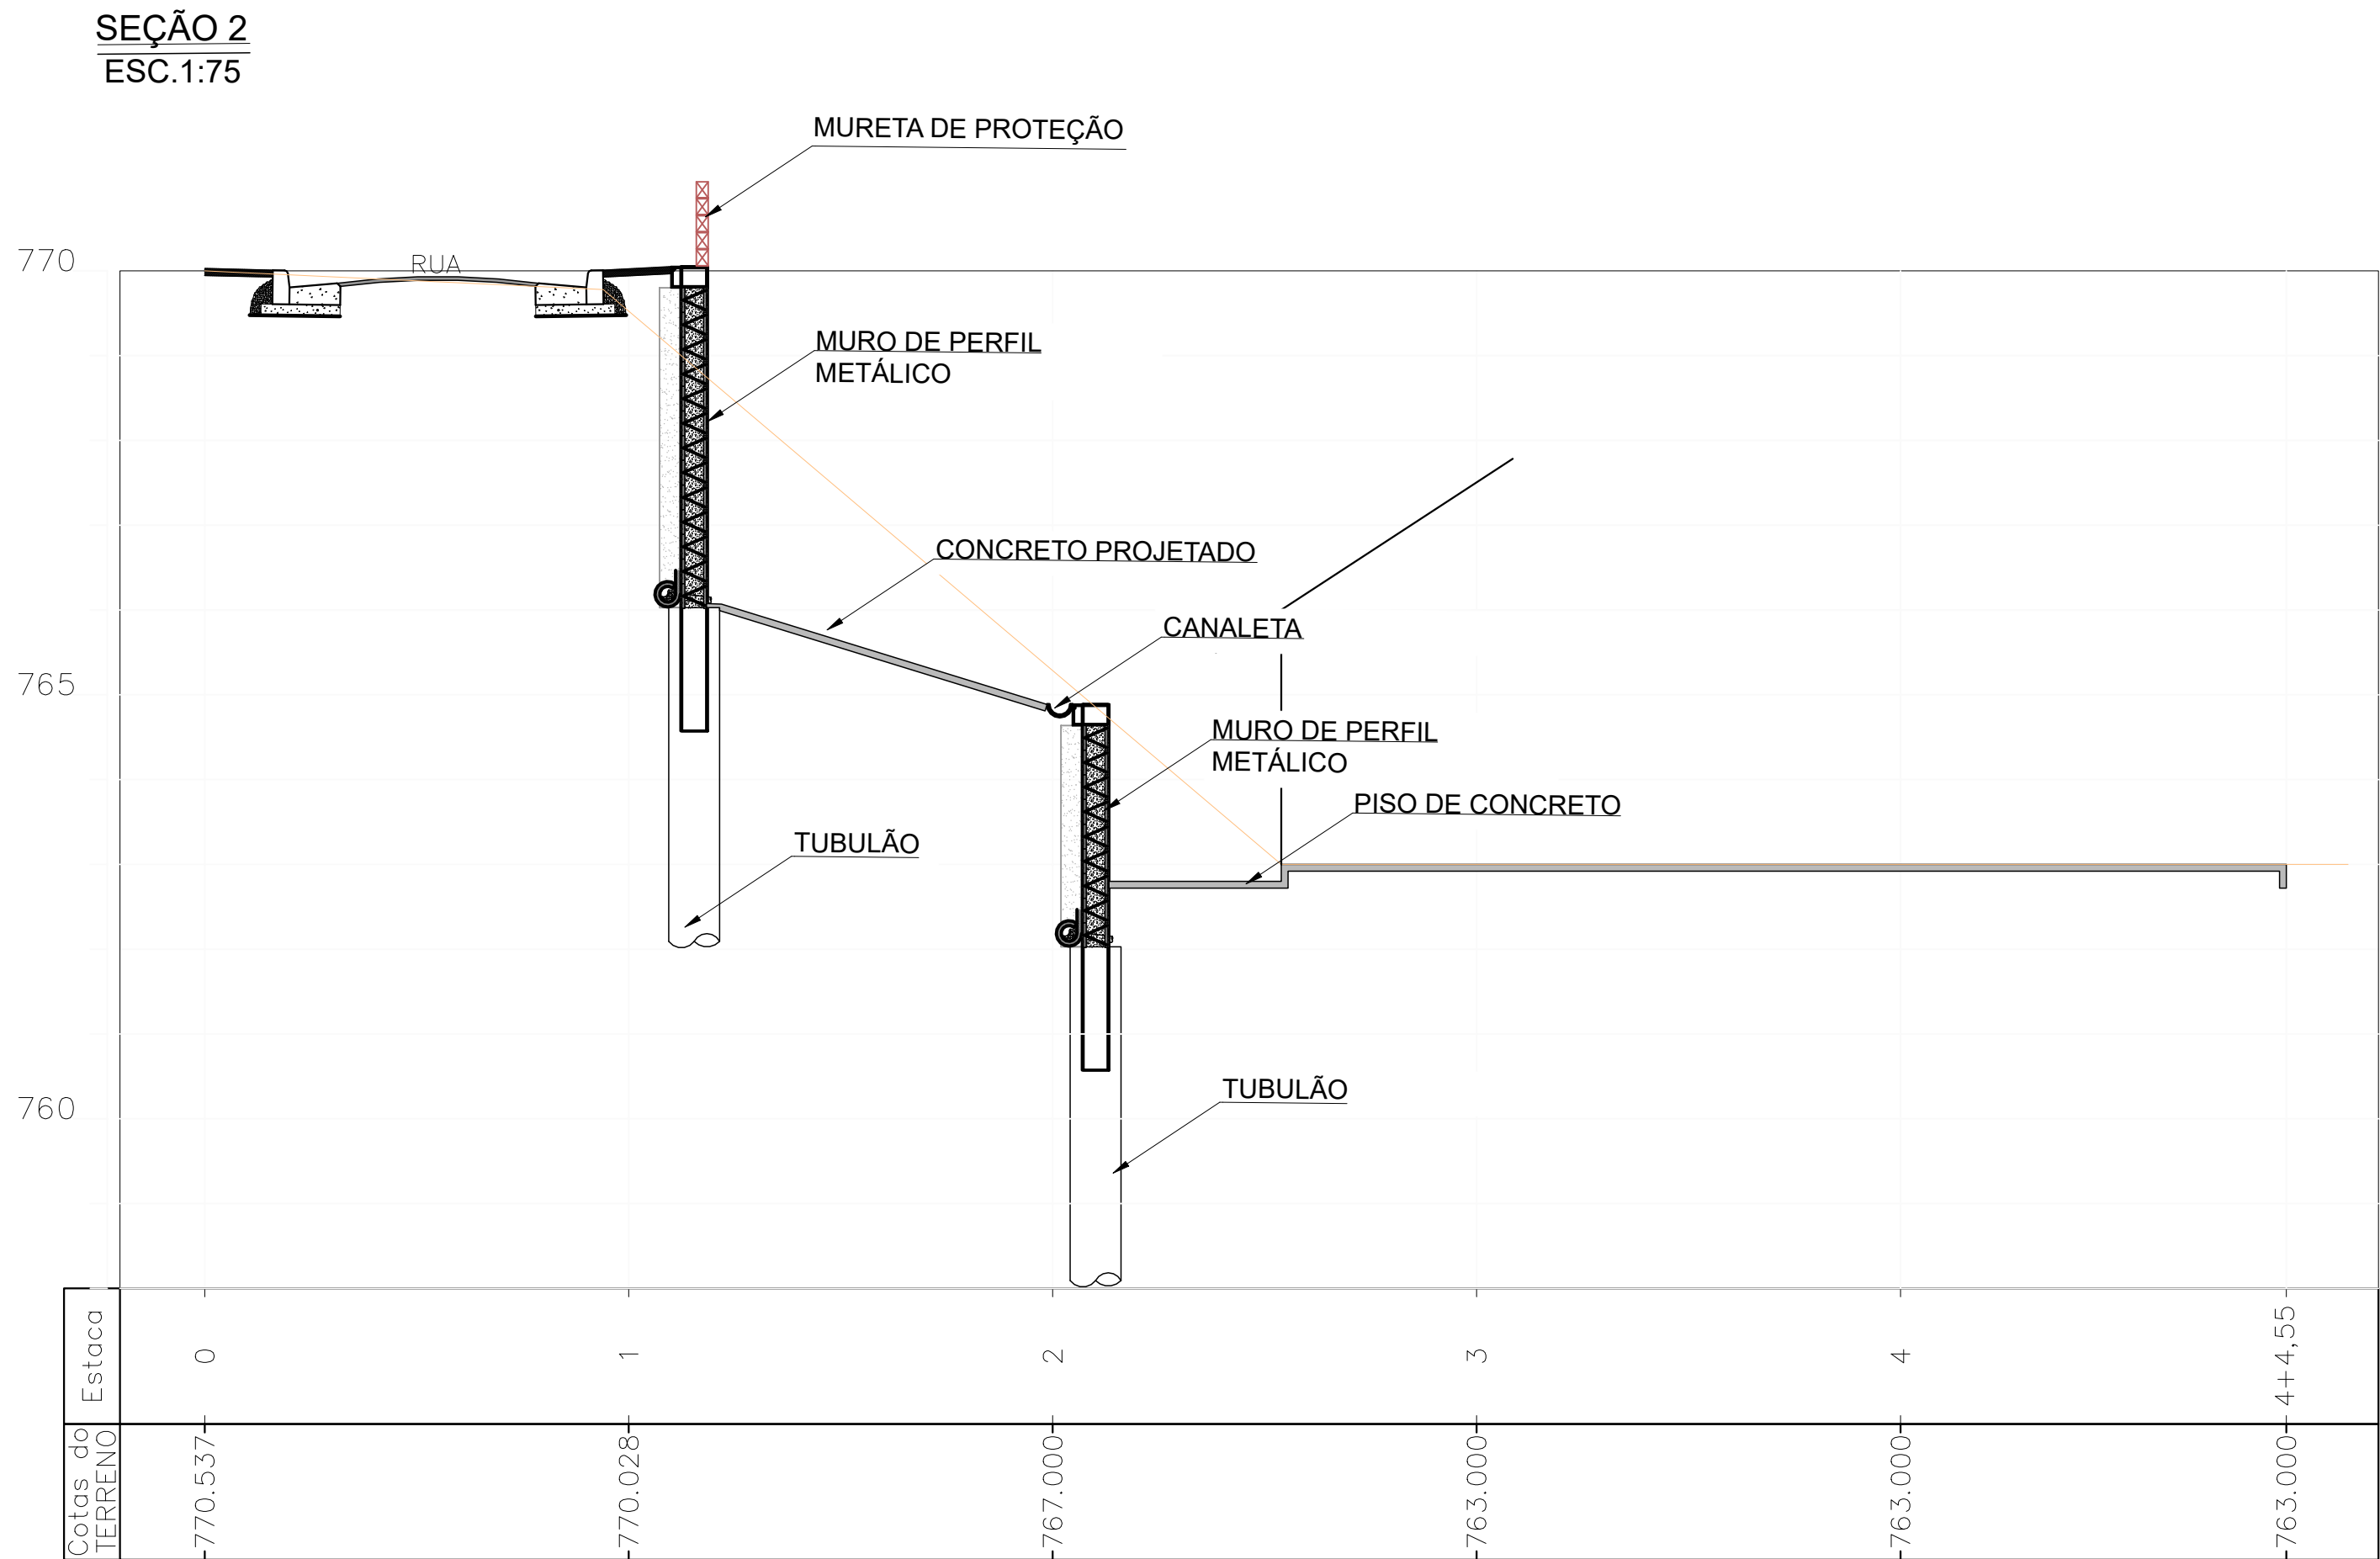 SEÇÃO 2
ESC.1:75
MURETA DE PROTEÇÃO
770
RUA
MURO DE PERFIL
METÁLICO
CONCRETO PROJETADO
CANALETA
765
MURO DE PERFIL
METÁLICO
PISO DE CONCRETO
TUBULÃO
760
TUBULÃO
Estaca
0
1
2
3
4
4+4,55
Cotas do
TERRENO
770.537
770.028
767.000
763.000
763.000
763.000